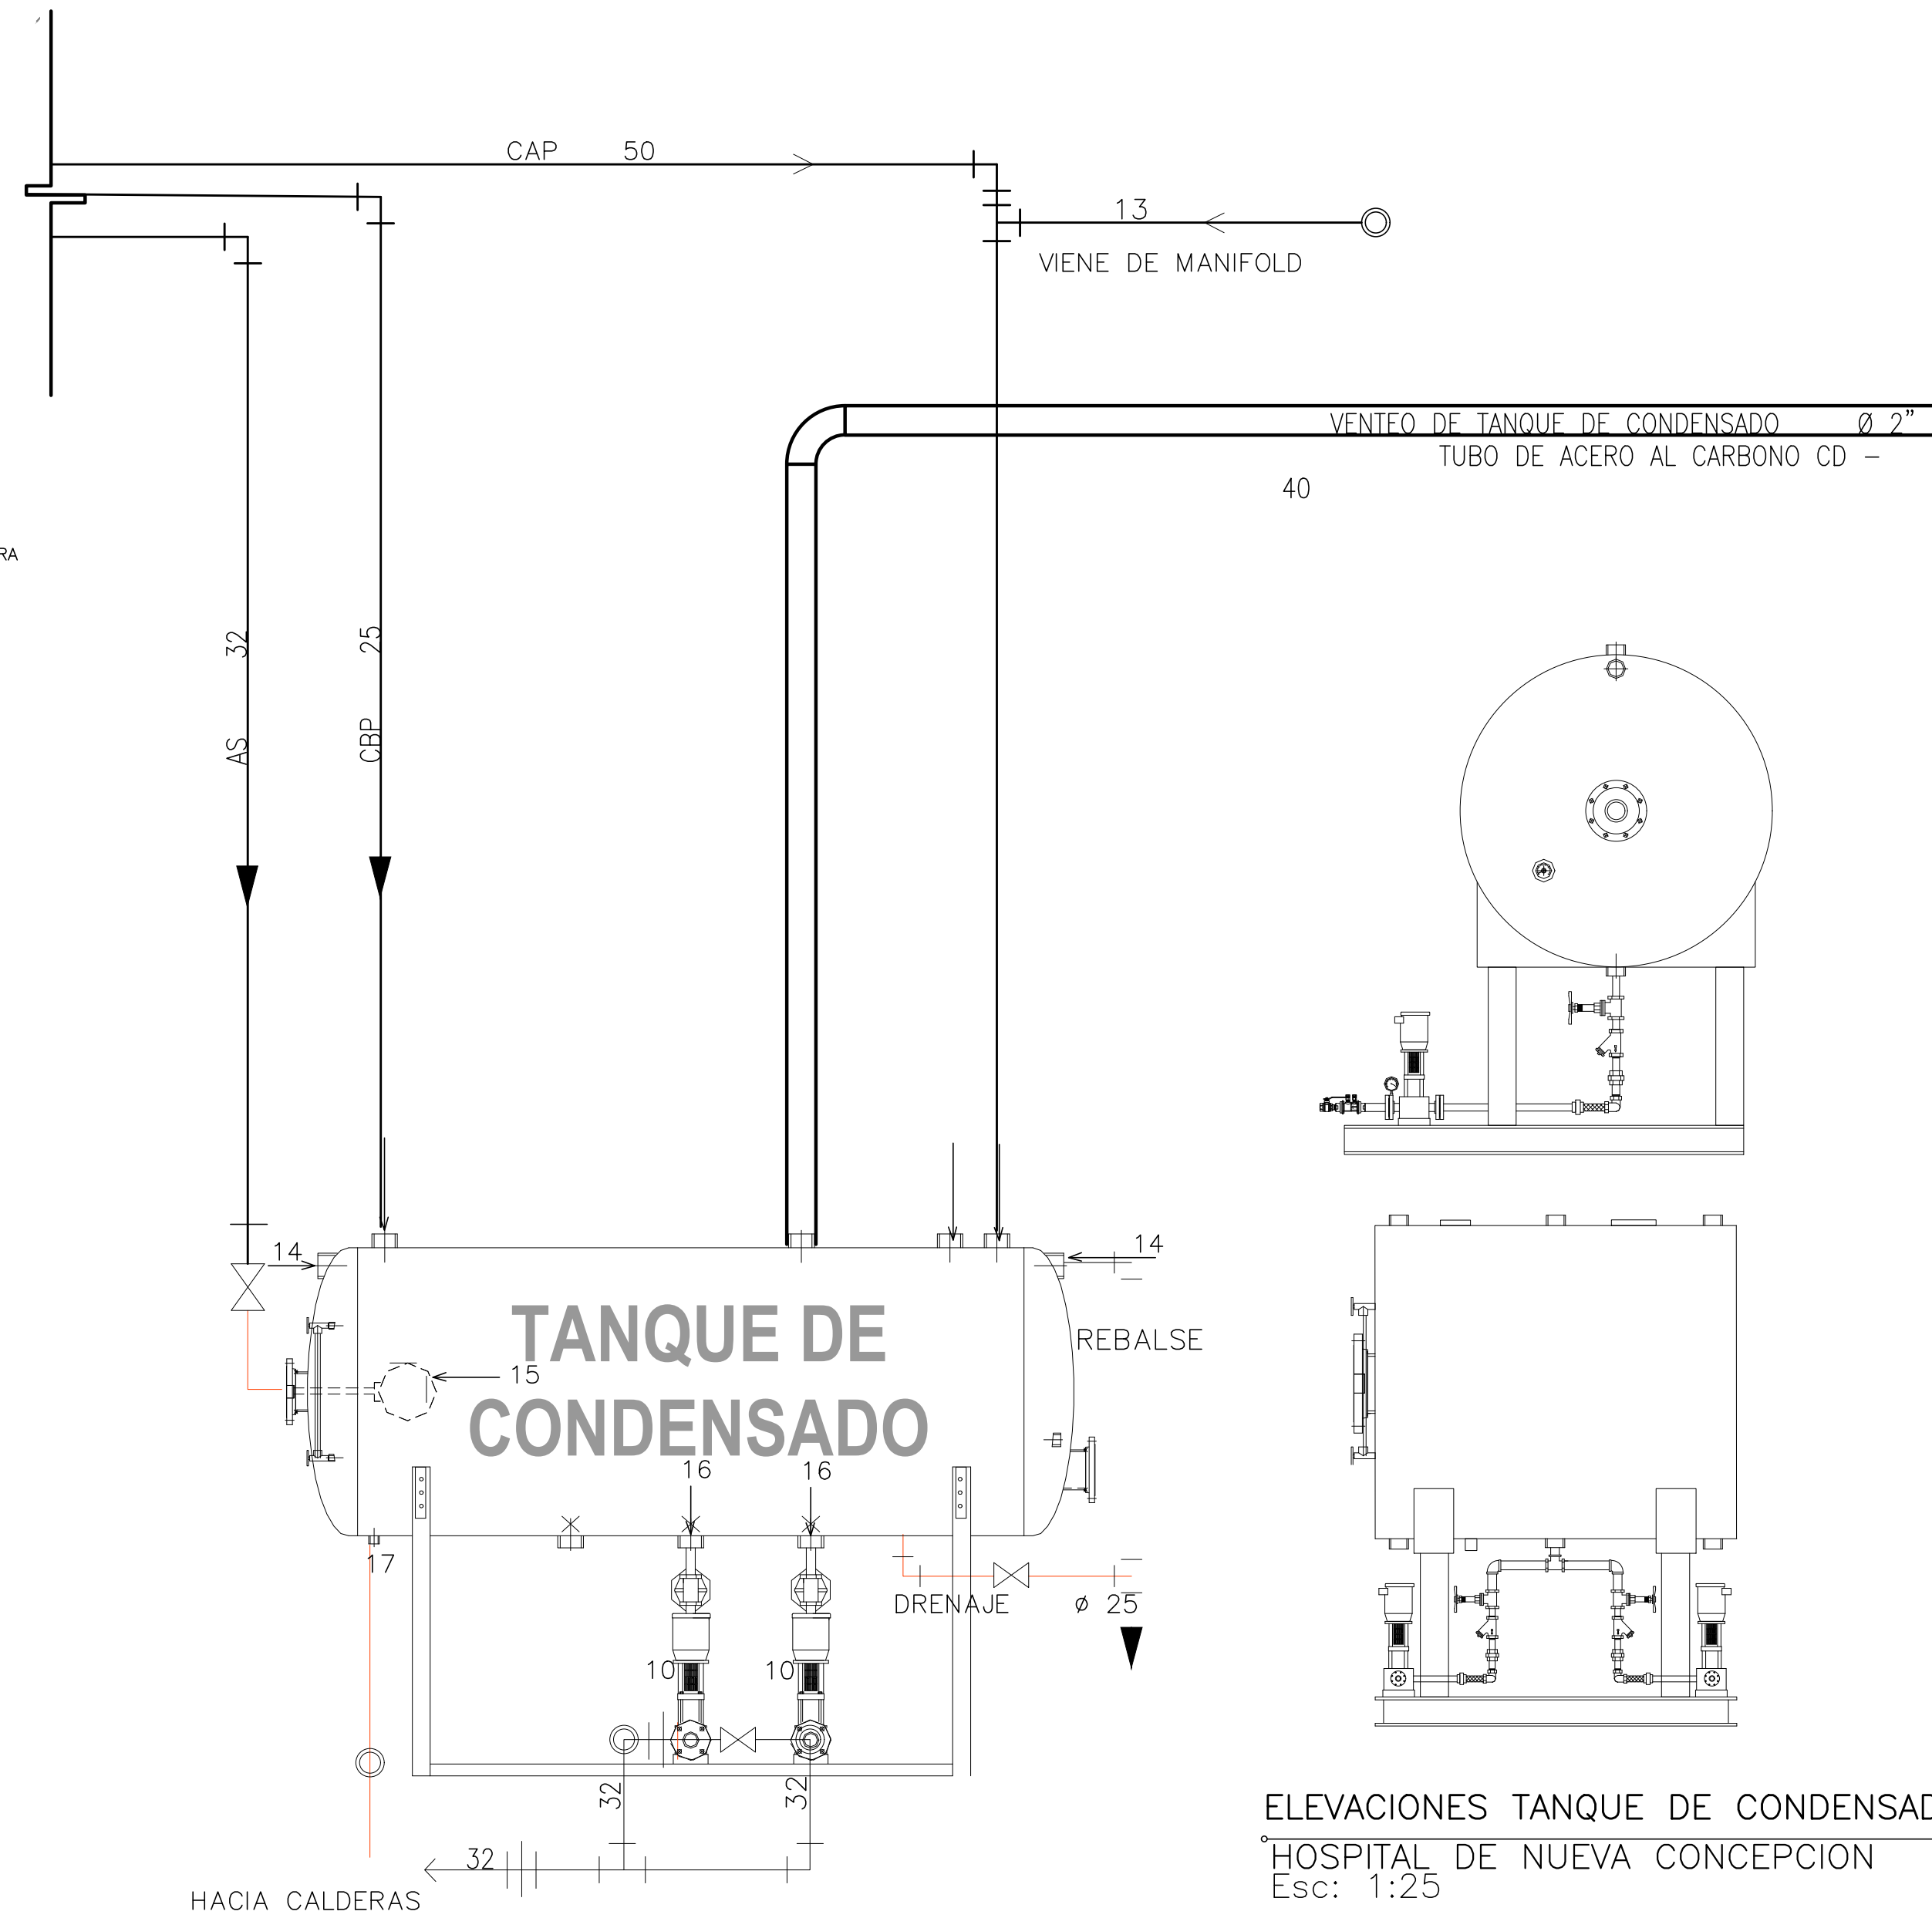 CAP 50
13
VIENE DE MANIFOLD
VENTEO DE TANQUE DE CONDENSADO Ø 2"
TUBO DE ACERO AL CARBONO CD -
40
RA
AS 32
CBP 25
14
14
TANQUE DE
CONDENSADO
REBALSE
15
16
16
17
DRENAJE ø 25
10
10
32
32
32
HACIA CALDERAS
ELEVACIONES TANQUE DE CONDENSAD
HOSPITAL DE NUEVA CONCEPCION
Esc: 1:25